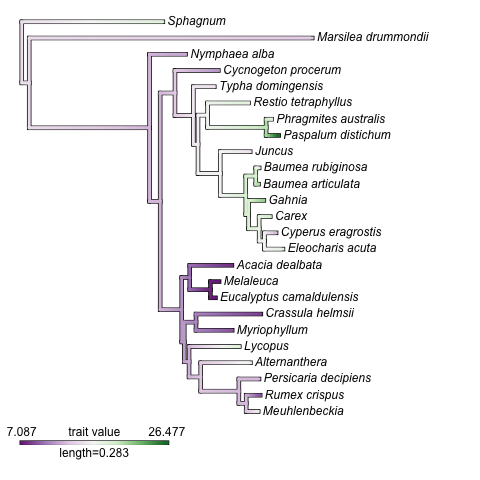 Sphagnum
Marsilea drummondii
Nymphaea alba
Cycnogeton procerum
Typha domingensis
Restio tetraphyllus
Phragmites australis
Paspalum distichum
Juncus
Baumea rubiginosa
Baumea articulata
Gahnia
Carex
Cyperus eragrostis
Eleocharis acuta
Acacia dealbata
Melaleuca
Eucalyptus camaldulensis
Crassula helmsii
Myriophyllum
Lycopus
Alternanthera
Persicaria decipiens
Rumex crispus
Meuhlenbeckia
7.087 trait value 26.477
length=0.283